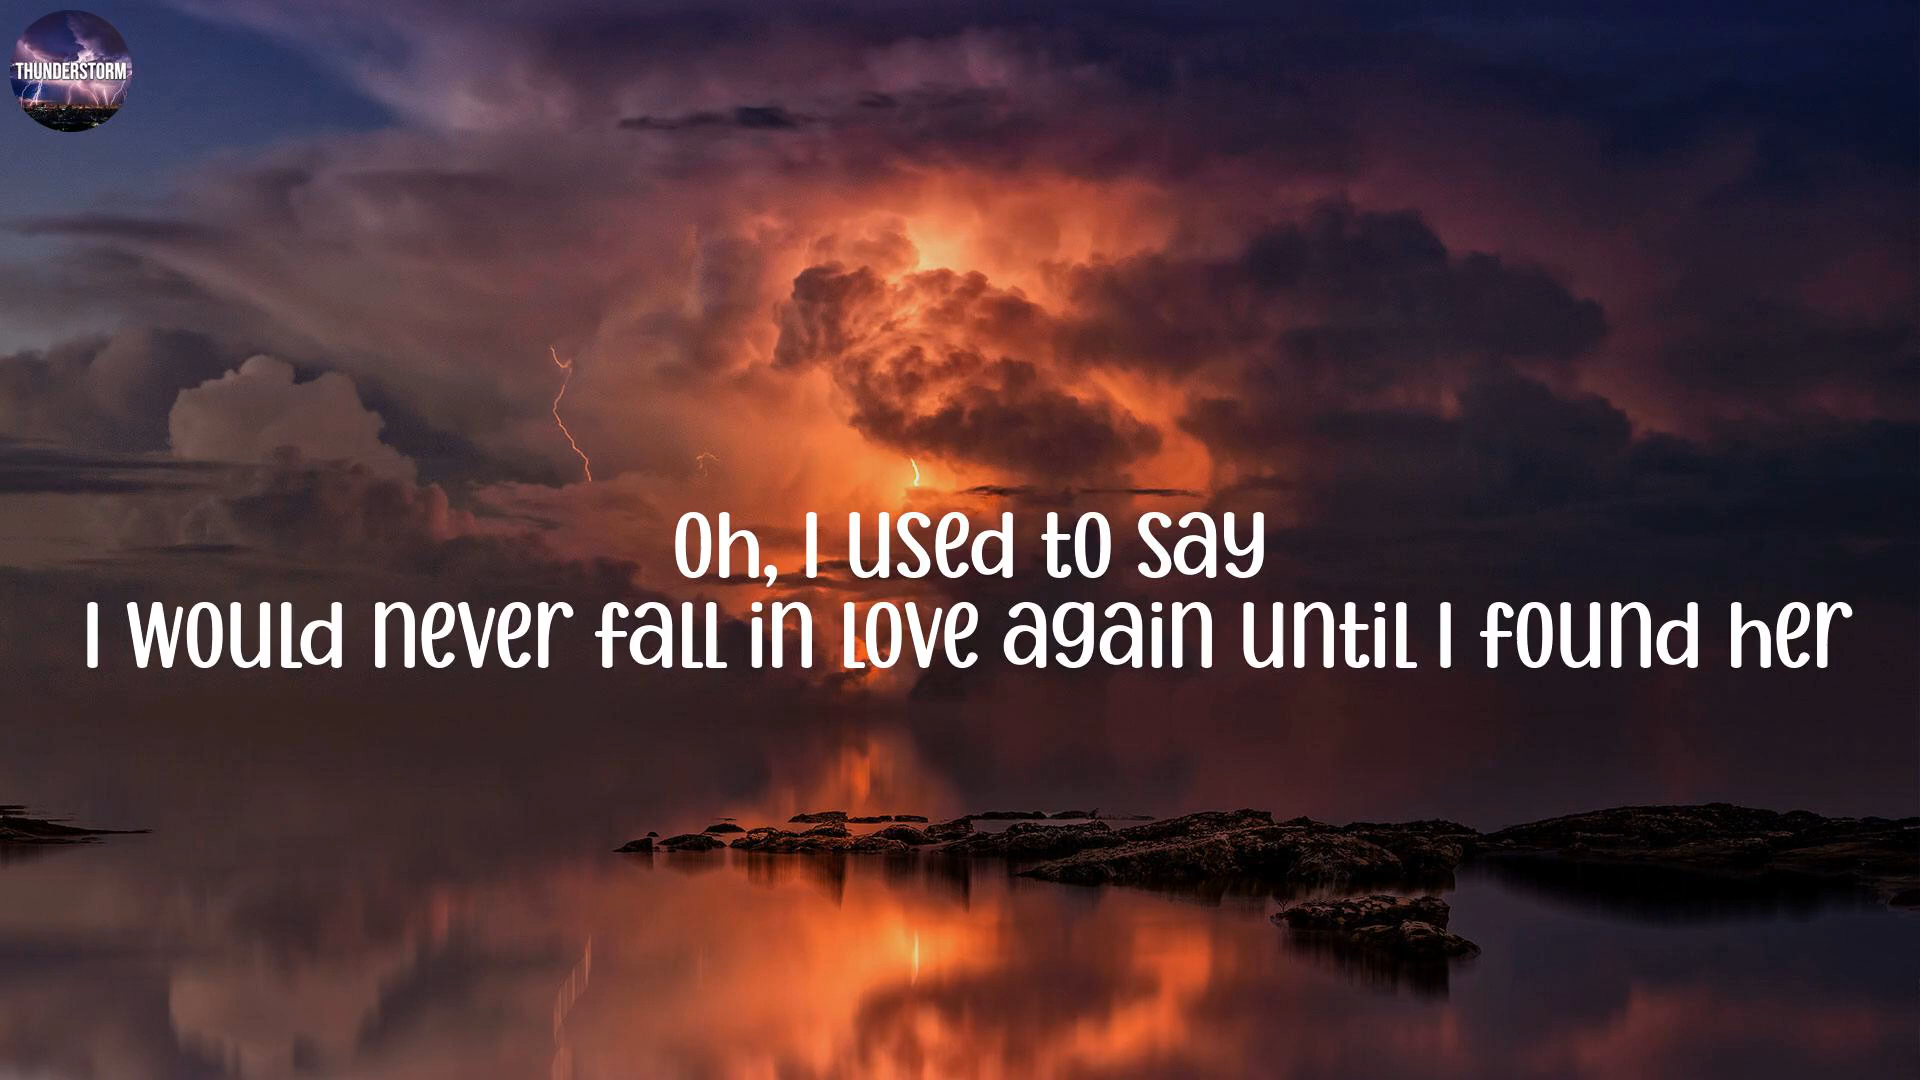 THUNDERSTORM
Oh, I used to say
I would never fall in love again until I found her